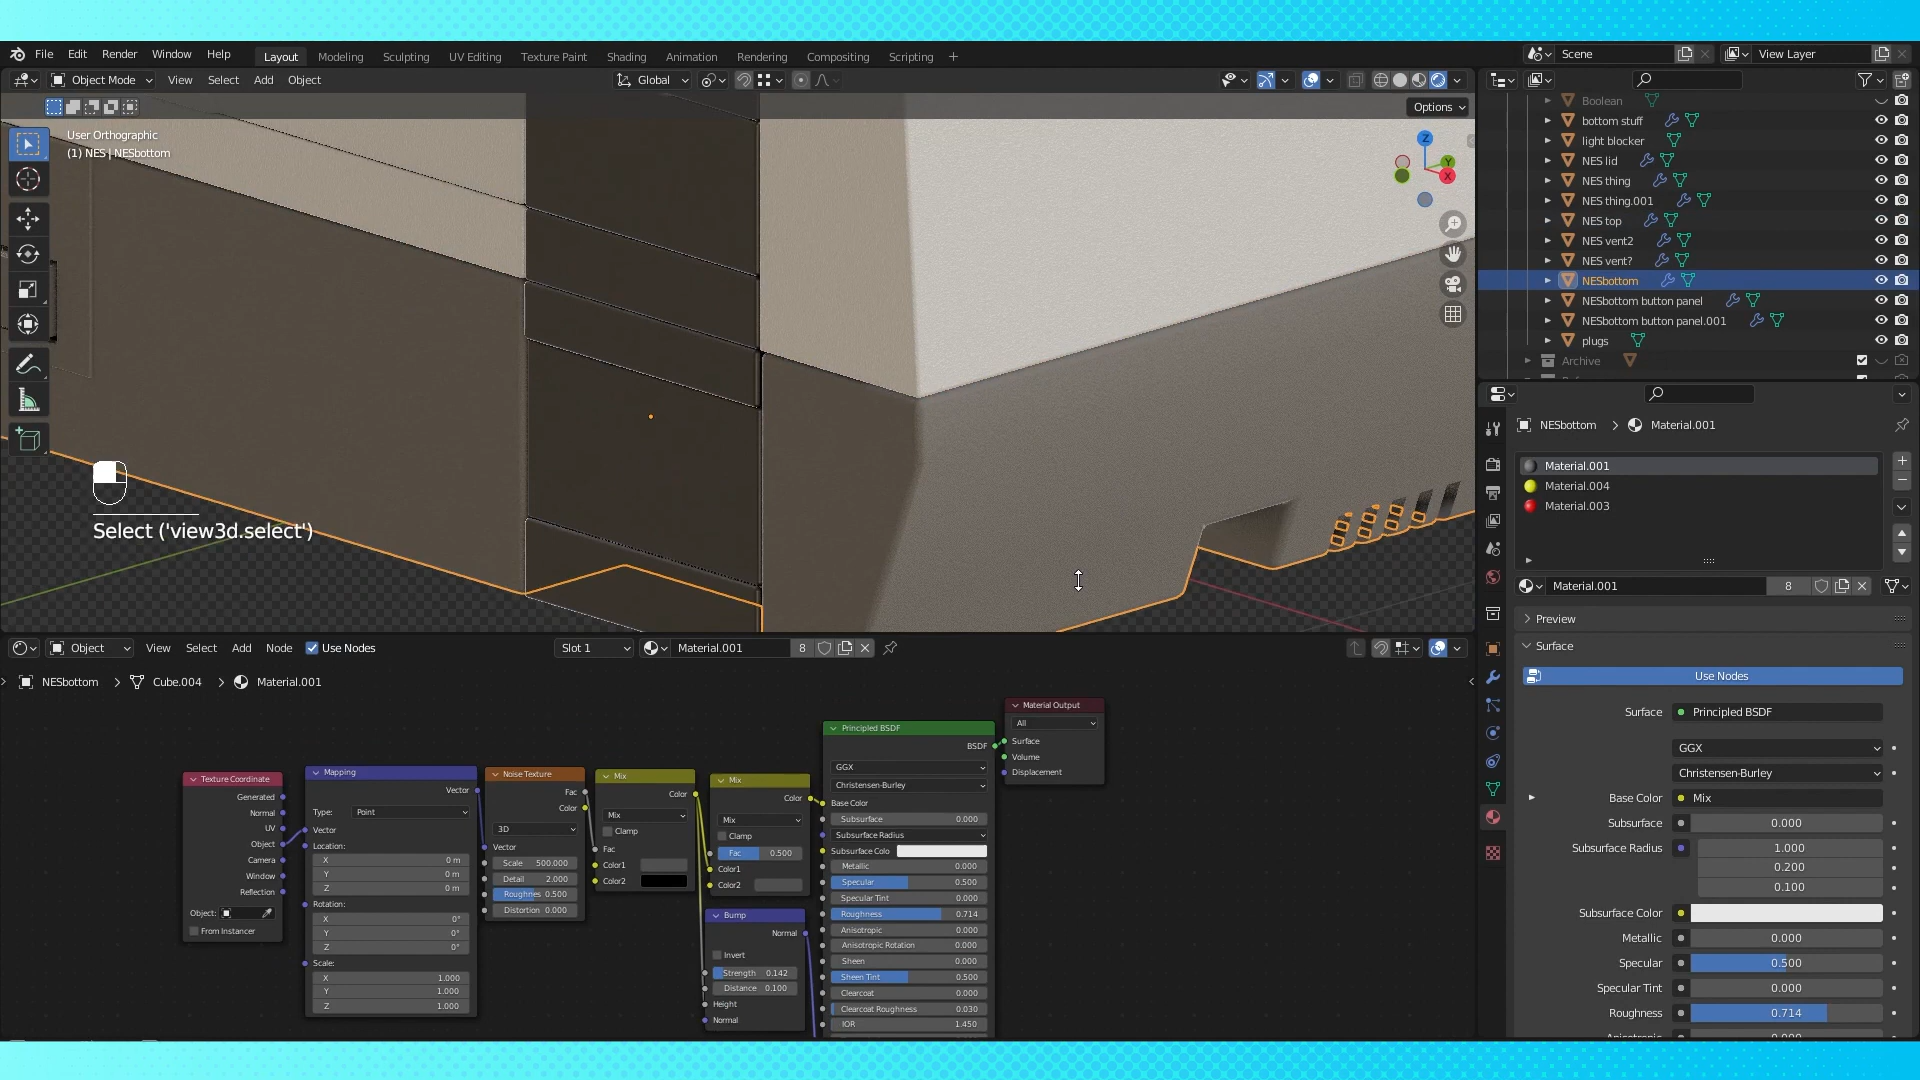 File Edit Render Window Help Layout Modeling Sculpting UV Editing Texture Paint Shading Animation Rendering Compositing Scripting Scene View Layer
Object Mode View Select Add Object Global
Options
User Orthographic
(1) NES | NESbottom
Z
Y
X
Select ('view3d.select')
Boolean
bottom stuff
light blocker
NES lid
NES thing
NES thing.001
NES top
NES vent2
NES vent?
NESbottom
NESbottom button panel
NESbottom button panel.001
plugs
Archive
NESbottom > Material.001
Material.001
Material.004
Material.003
Material.001 8
Preview
Surface
Use Nodes
Surface Principled BSDF
GGX
Christensen-Burley
Base Color Mix
Subsurface 0.000
Subsurface Radius 1.000
0.200
0.100
Subsurface Color
Metallic 0.000
Specular 0.500
Specular Tint 0.000
Roughness 0.714
Object View Select Add Node Use Nodes Slot 1 Material.001 8
NESbottom > Cube.004 > Material.001
Texture Coordinate
Generated
Normal
UV
Object
Camera
Window
Reflection
Object:
From Instancer
Mapping
Vector
Type: Point
Vector
Location:
X 0 m
Y 0 m
Z 0 m
Rotation:
X 0°
Y 0°
Z 0°
Scale:
X 1.000
Y 1.000
Z 1.000
Noise Texture
Fac
Color
3D
Vector
Scale 500.000
Detail 2.000
Roughnes 0.500
Distortion 0.000
Mix
Color
Mix
Clamp
Fac
Color1
Color2
Mix
Color
Mix
Clamp
Fac 0.500
Color1
Color2
Bump
Normal
Invert
Strength 0.142
Distance 0.100
Height
Normal
Principled BSDF
BSDF
GGX
Christensen-Burley
Base Color
Subsurface 0.000
Subsurface Radius
Subsurface Colo
Metallic 0.000
Specular 0.500
Specular Tint 0.000
Roughness 0.714
Anisotropic 0.000
Anisotropic Rotation 0.000
Sheen 0.000
Sheen Tint 0.500
Clearcoat 0.000
Clearcoat Roughness 0.030
IOR 1.450
Material Output
All
Surface
Volume
Displacement